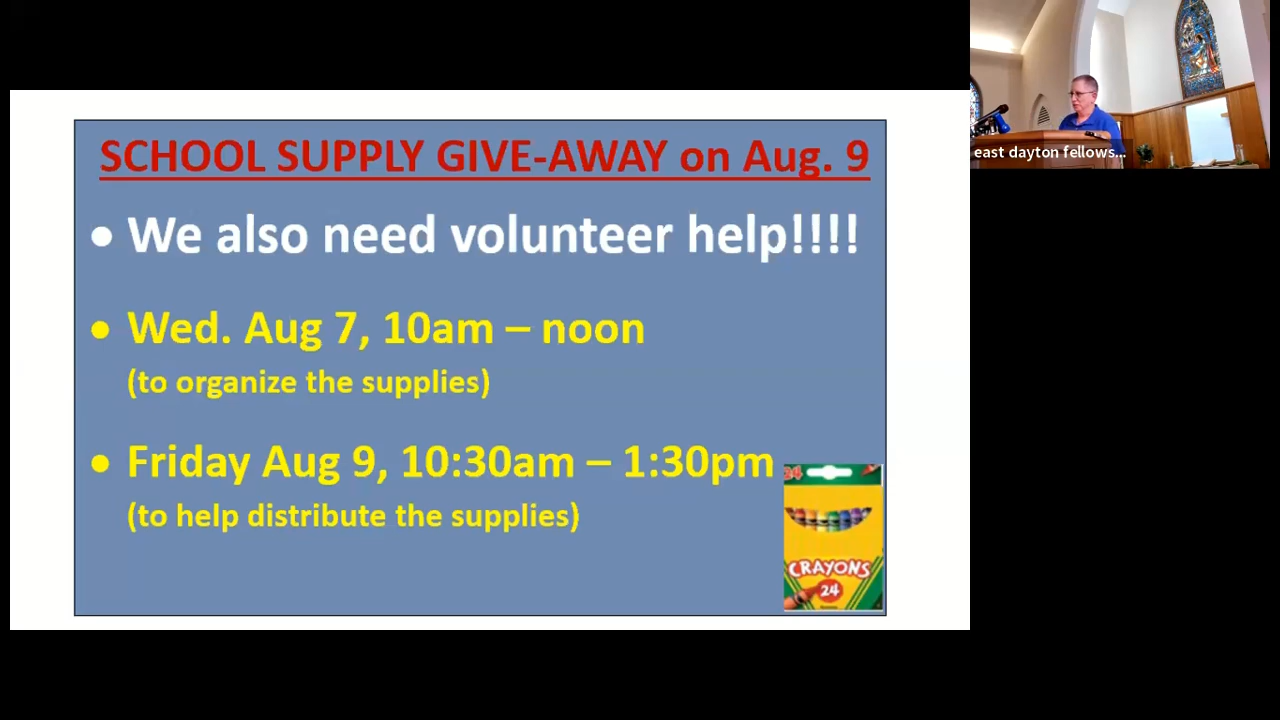 SCHOOL SUPPLY GIVE-AWAY on Aug. 9
• We also need volunteer help!!!!
• Wed. Aug 7, 10am – noon
(to organize the supplies)
• Friday Aug 9, 10:30am – 1:30pm
(to help distribute the supplies)
24
CRAYONS
24
east dayton fellows...